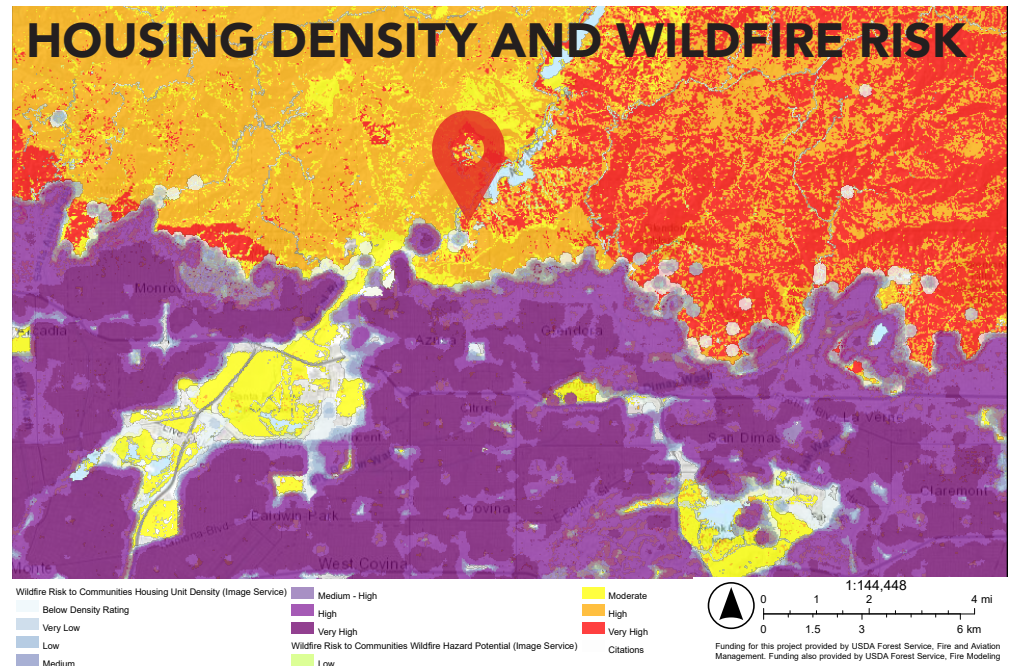 HOUSING DENSITY AND WILDFIRE RISK
Arcadia
Azusa
Glendora
Citrus
La Verne
San Dimas
Vincent
Claremont
Covina
Baldwin Park
West Covina
Monte
Wildfire Risk to Communities Housing Unit Density (Image Service)
Below Density Rating
Very Low
Low
Medium
Medium - High
High
Very High
Wildfire Risk to Communities Wildfire Hazard Potential (Image Service)
Low
Moderate
High
Very High
Citations
1:144,448
0 1 2 4 mi
0 1.5 3 6 km
Funding for this project provided by USDA Forest Service, Fire and Aviation
Management. Funding also provided by USDA Forest Service, Fire Modeling